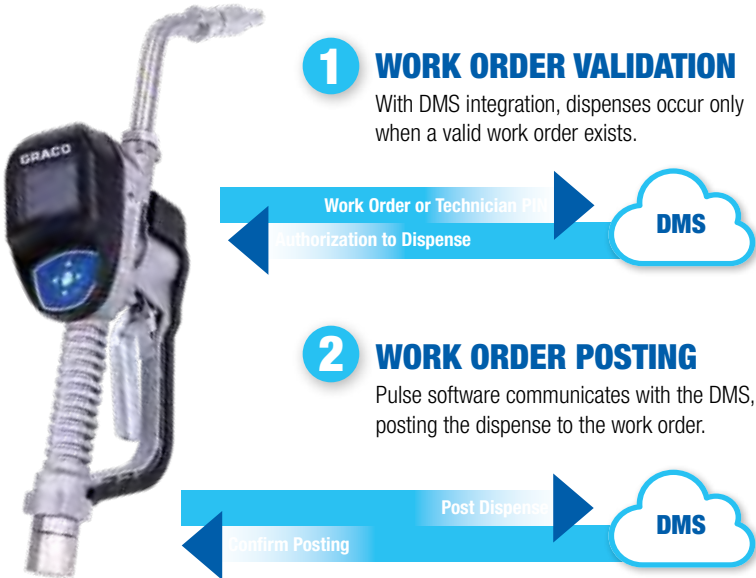 GRACO
1 WORK ORDER VALIDATION
With DMS integration, dispenses occur only
when a valid work order exists.
Work Order or Technician PIN
DMS
Authorization to Dispense
2 WORK ORDER POSTING
Pulse software communicates with the DMS,
posting the dispense to the work order.
Post Dispense
DMS
Confirm Posting